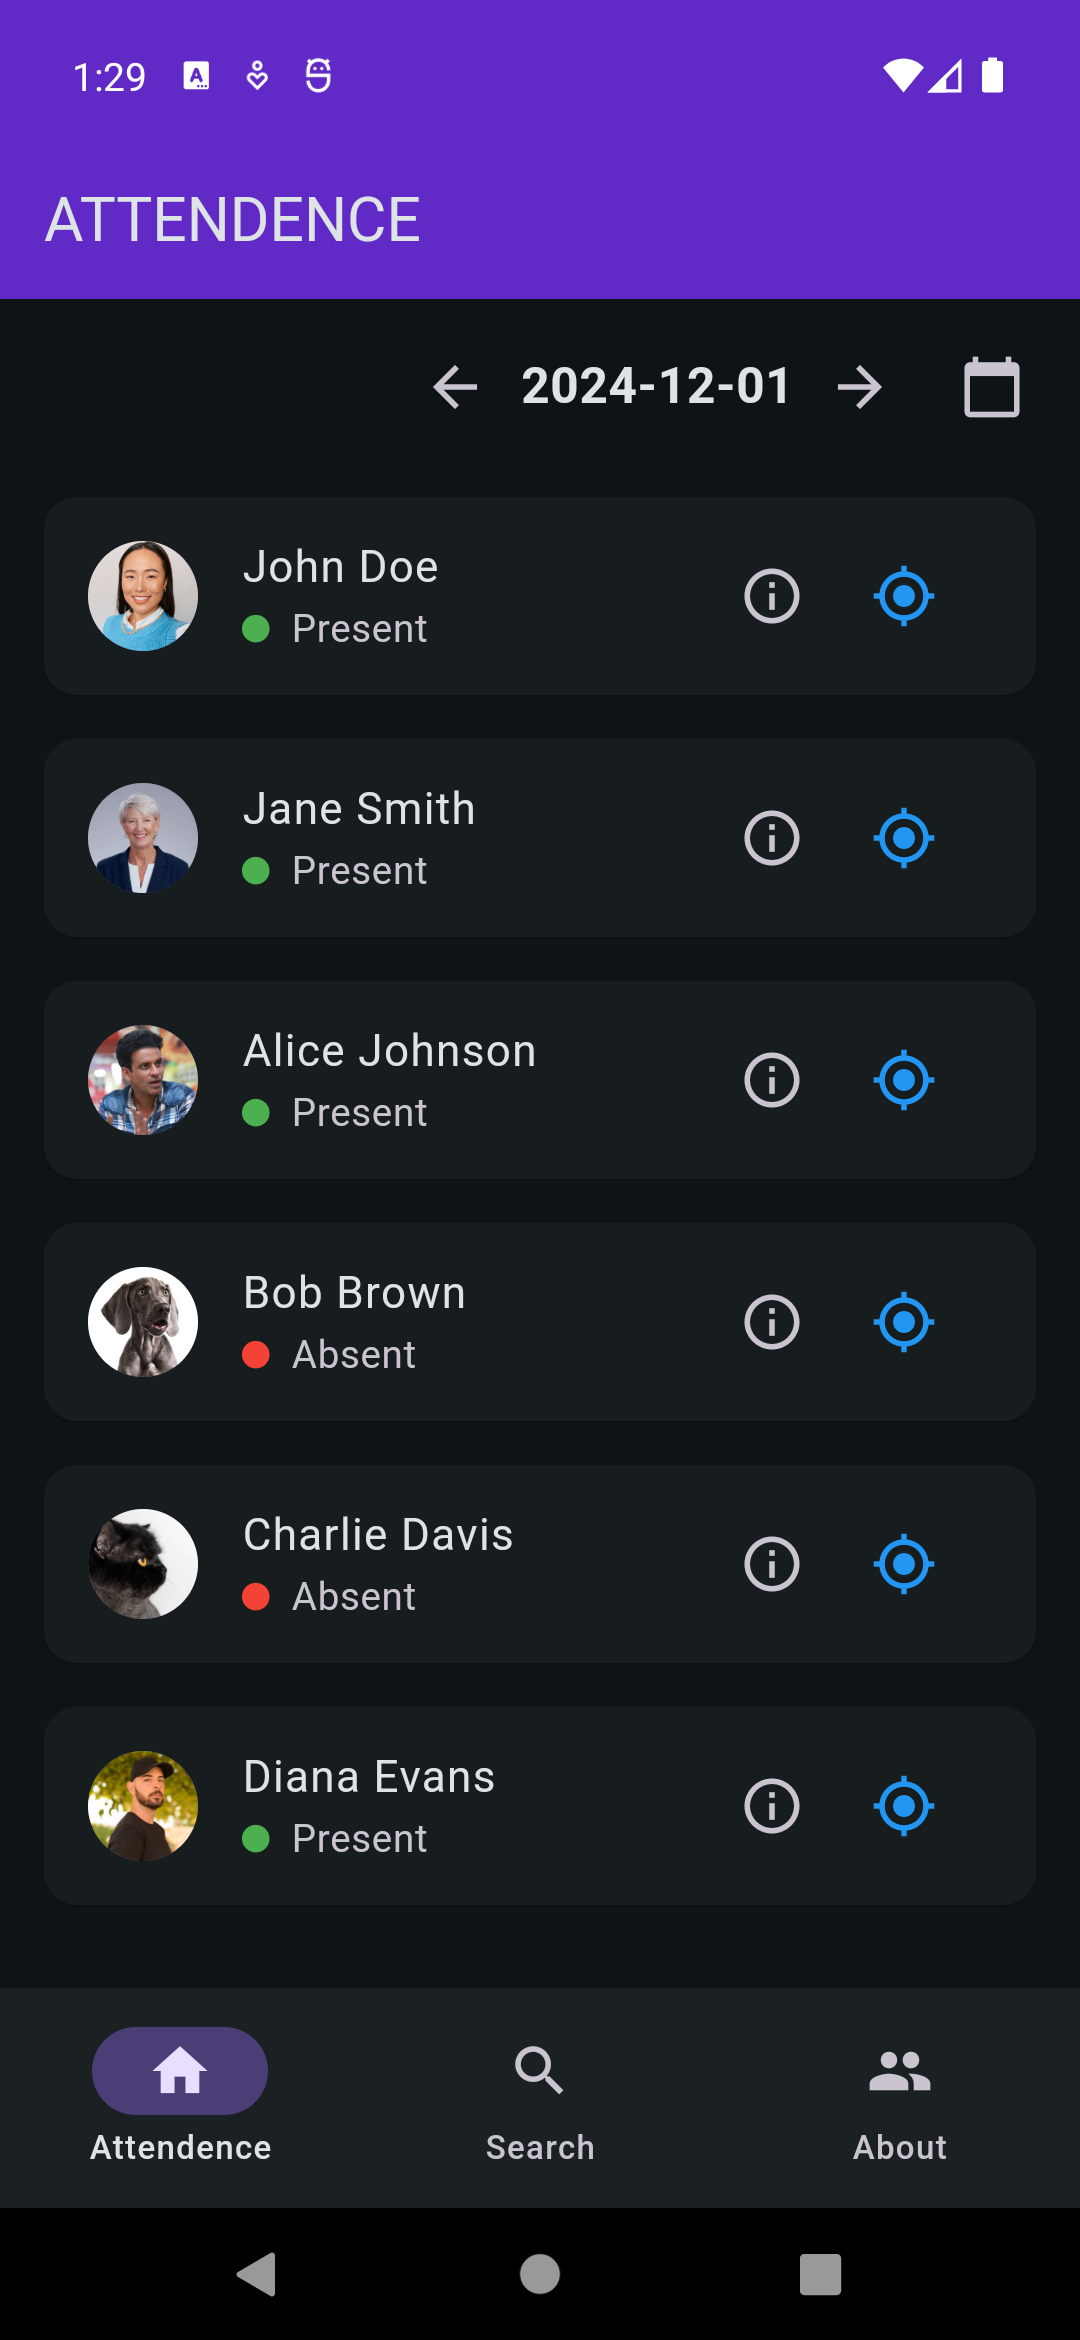 1:29
ATTENDENCE
2024-12-01
John Doe
Present
Jane Smith
Present
Alice Johnson
Present
Bob Brown
Absent
Charlie Davis
Absent
Diana Evans
Present
Attendence Search About